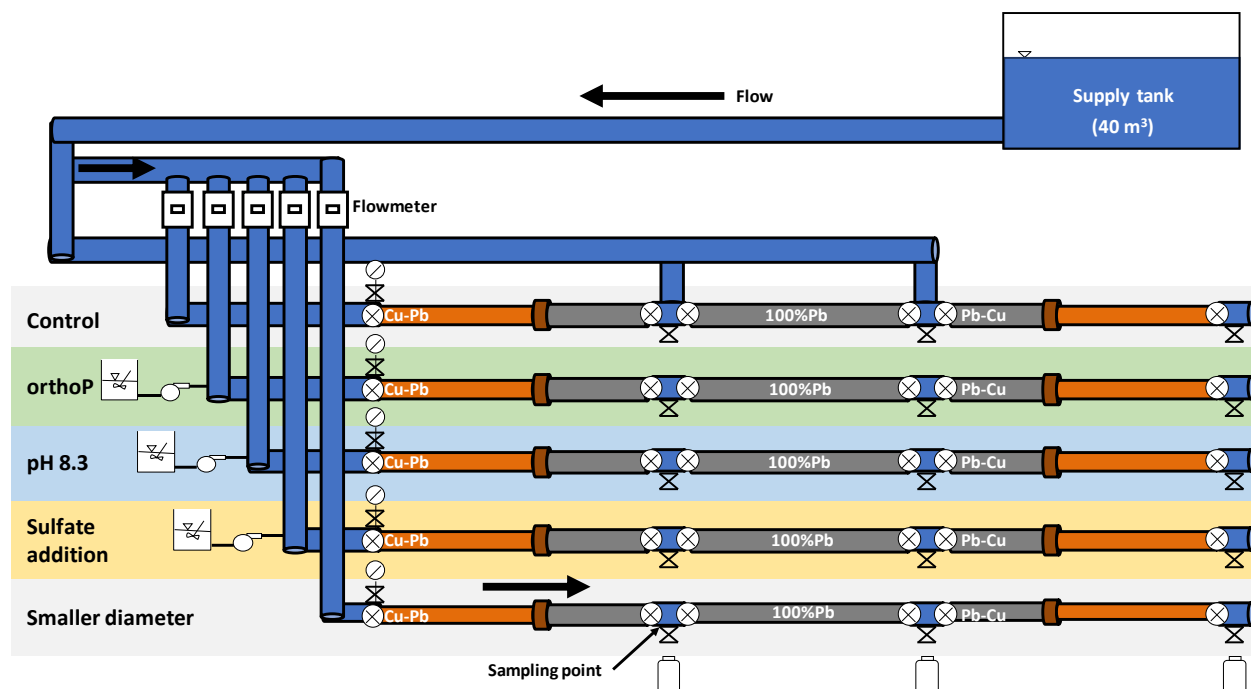 Supply tank
(40 m³)
Flow
Flowmeter
Control
Cu-Pb
100%Pb
Pb-Cu
orthoP
Cu-Pb
100%Pb
Pb-Cu
pH 8.3
Cu-Pb
100%Pb
Pb-Cu
Sulfate
addition
Cu-Pb
100%Pb
Pb-Cu
Smaller diameter
Cu-Pb
100%Pb
Pb-Cu
Sampling point